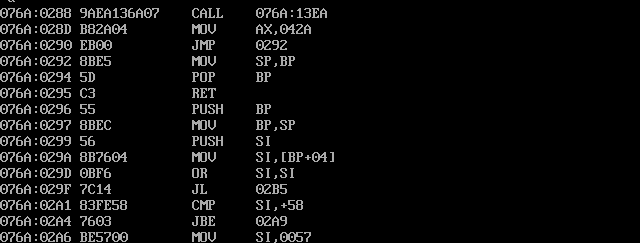 076A:0288 9AEA136A07 CALL 076A:13EA
076A:028D B82A04 MOV AX,042A
076A:0290 EB00 JMP 0292
076A:0292 8BE5 MOV SP,BP
076A:0294 5D POP BP
076A:0295 C3 RET
076A:0296 55 PUSH BP
076A:0297 8BEC MOV BP,SP
076A:0299 56 PUSH SI
076A:029A 8B7604 MOV SI,[BP+04]
076A:029D 0BF6 OR SI,SI
076A:029F 7C14 JL 02B5
076A:02A1 83FE58 CMP SI,+58
076A:02A4 7603 JBE 02A9
076A:02A6 BE5700 MOV SI,0057